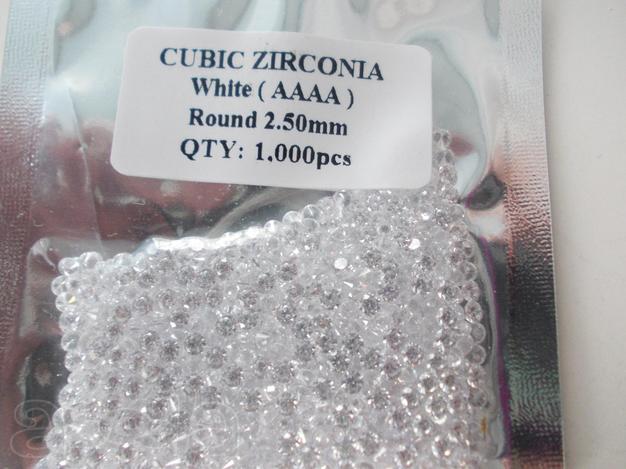 CUBIC ZIRCONIA
White ( AAAA )
Round 2.50mm
QTY: 1,000pcs